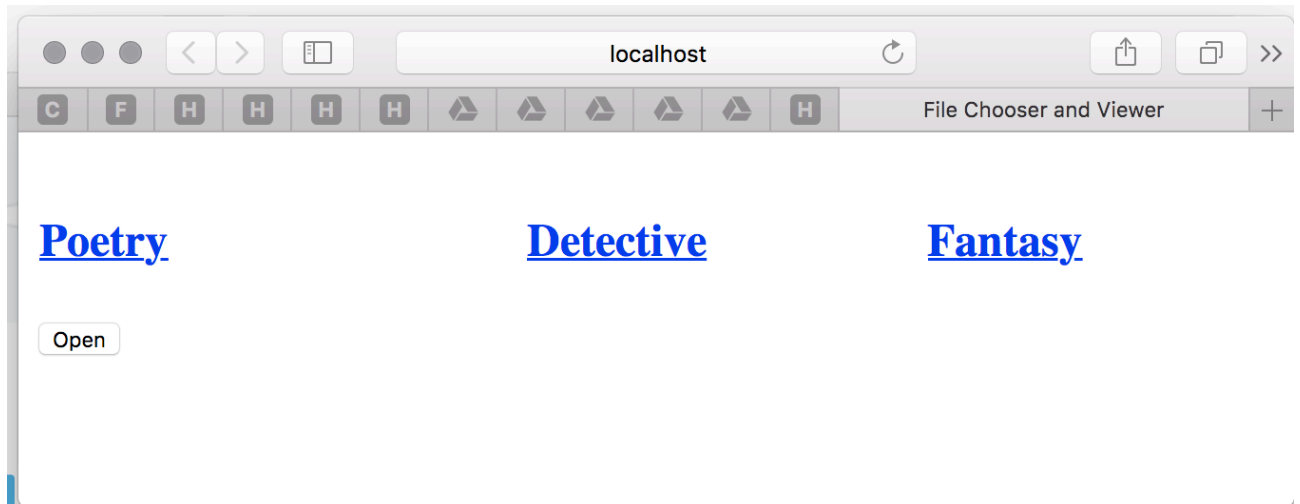 localhost
C F H H H H H File Chooser and Viewer
Poetry Detective Fantasy
Open